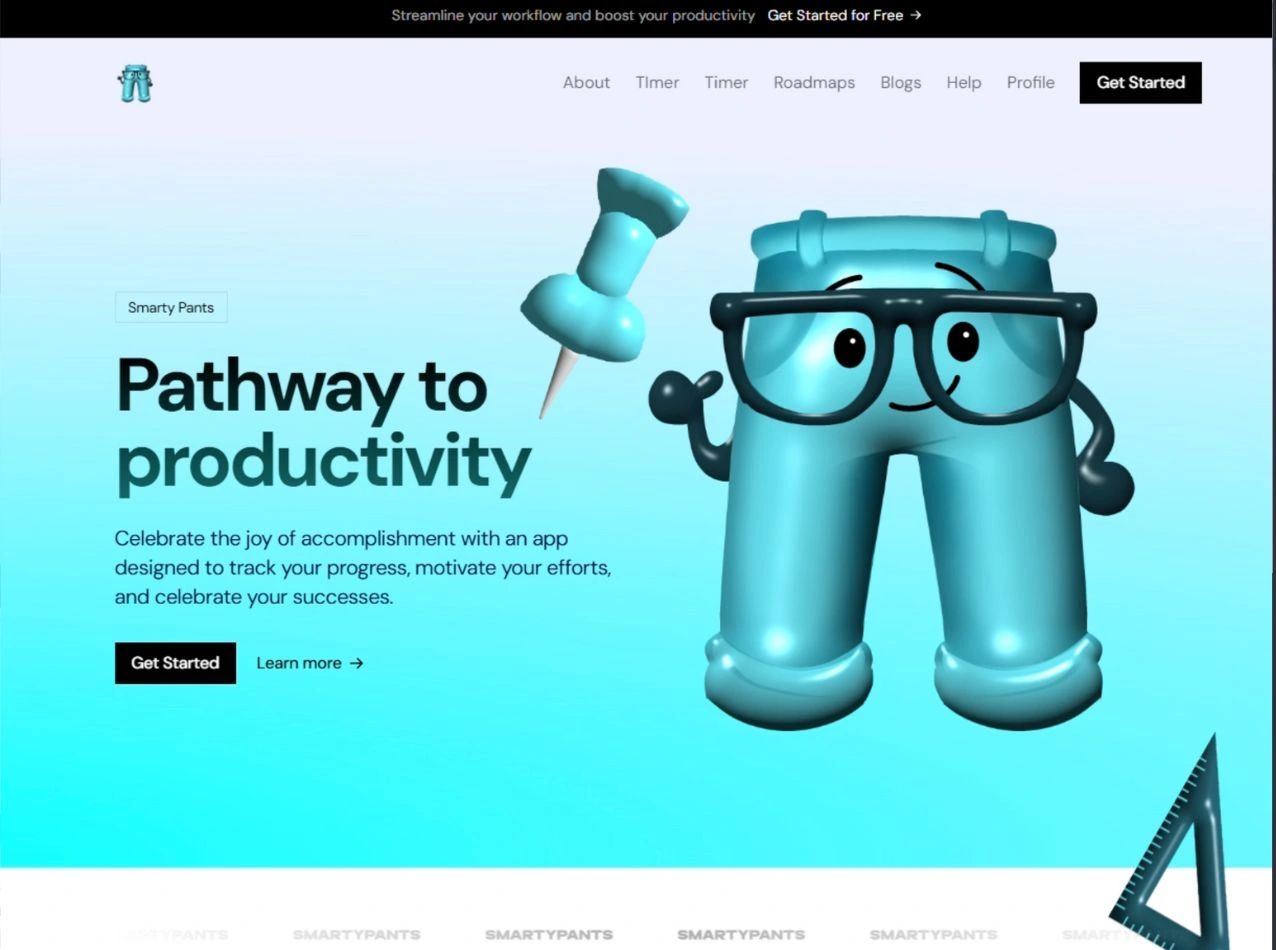 Streamline your workflow and boost your productivity Get Started for Free →
About TImer Timer Roadmaps Blogs Help Profile Get Started
Smarty Pants
Pathway to
productivity
Celebrate the joy of accomplishment with an app
designed to track your progress, motivate your efforts,
and celebrate your successes.
Get Started Learn more →
SMARTYPANTS SMARTYPANTS SMARTYPANTS SMARTYPANTS